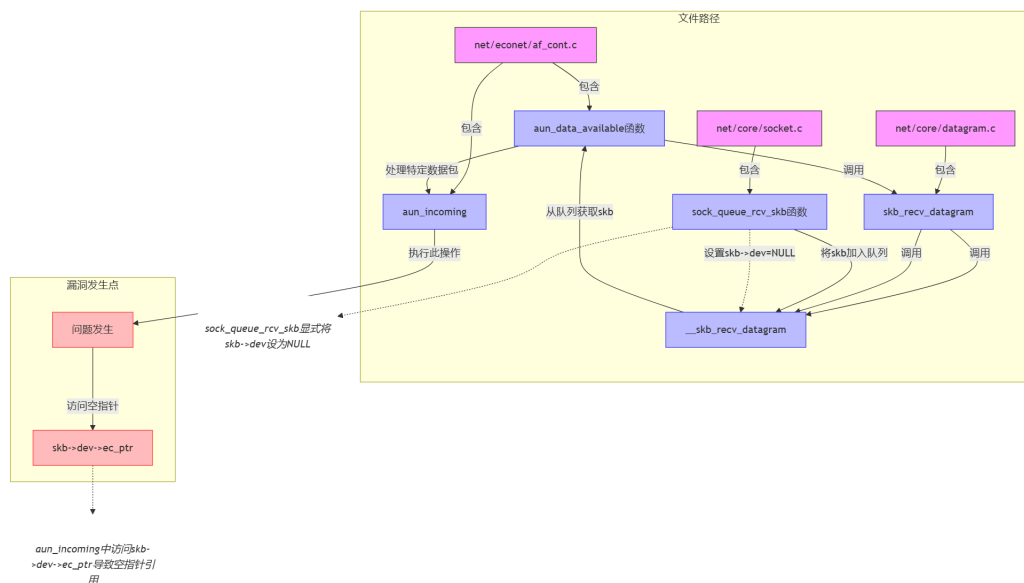 文件路径
net/econet/af_cont.c
包含
aun_data_available函数
net/core/socket.c
net/core/datagram.c
包含
处理特定数据包
调用
包含
包含
aun_incoming
从队列获取skb
sock_queue_rcv_skb函数
skb_recv_datagram
执行此操作
设置skb->dev=NULL
将skb加入队列
调用
调用
漏洞发生点
问题发生
sock_queue_rcv_skb显式将
skb->dev设为NULL
__skb_recv_datagram
访问空指针
skb->dev->ec_ptr
aun_incoming中访问skb-
>dev->ec_ptr导致空指针引
用